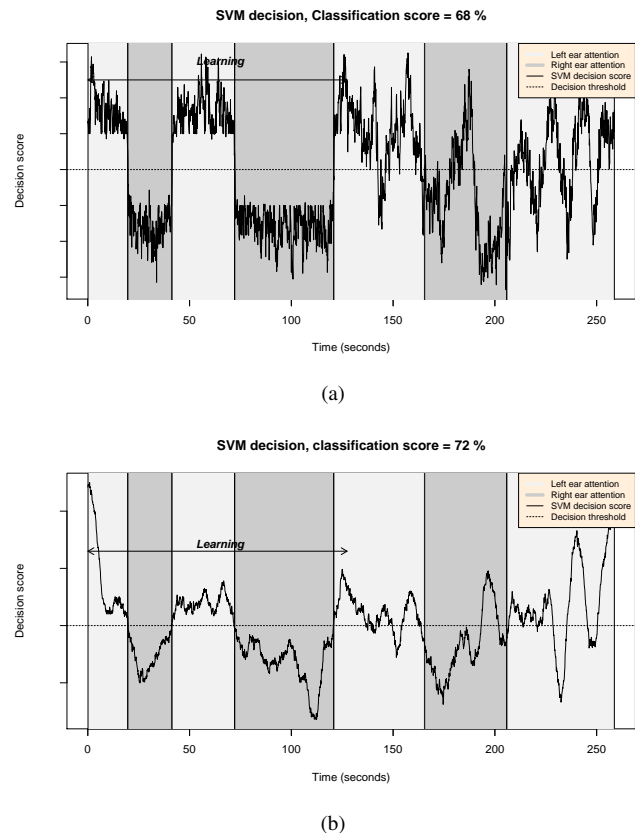 SVM decision, Classification score = 68 %
Left ear attention
Right ear attention
SVM decision score
Decision threshold
Learning
Decision score
0 50 100 150 200 250
Time (seconds)
(a)
SVM decision, classification score = 72 %
Left ear attention
Right ear attention
SVM decision score
Decision threshold
Learning
Decision score
0 50 100 150 200 250
Time (seconds)
(b)